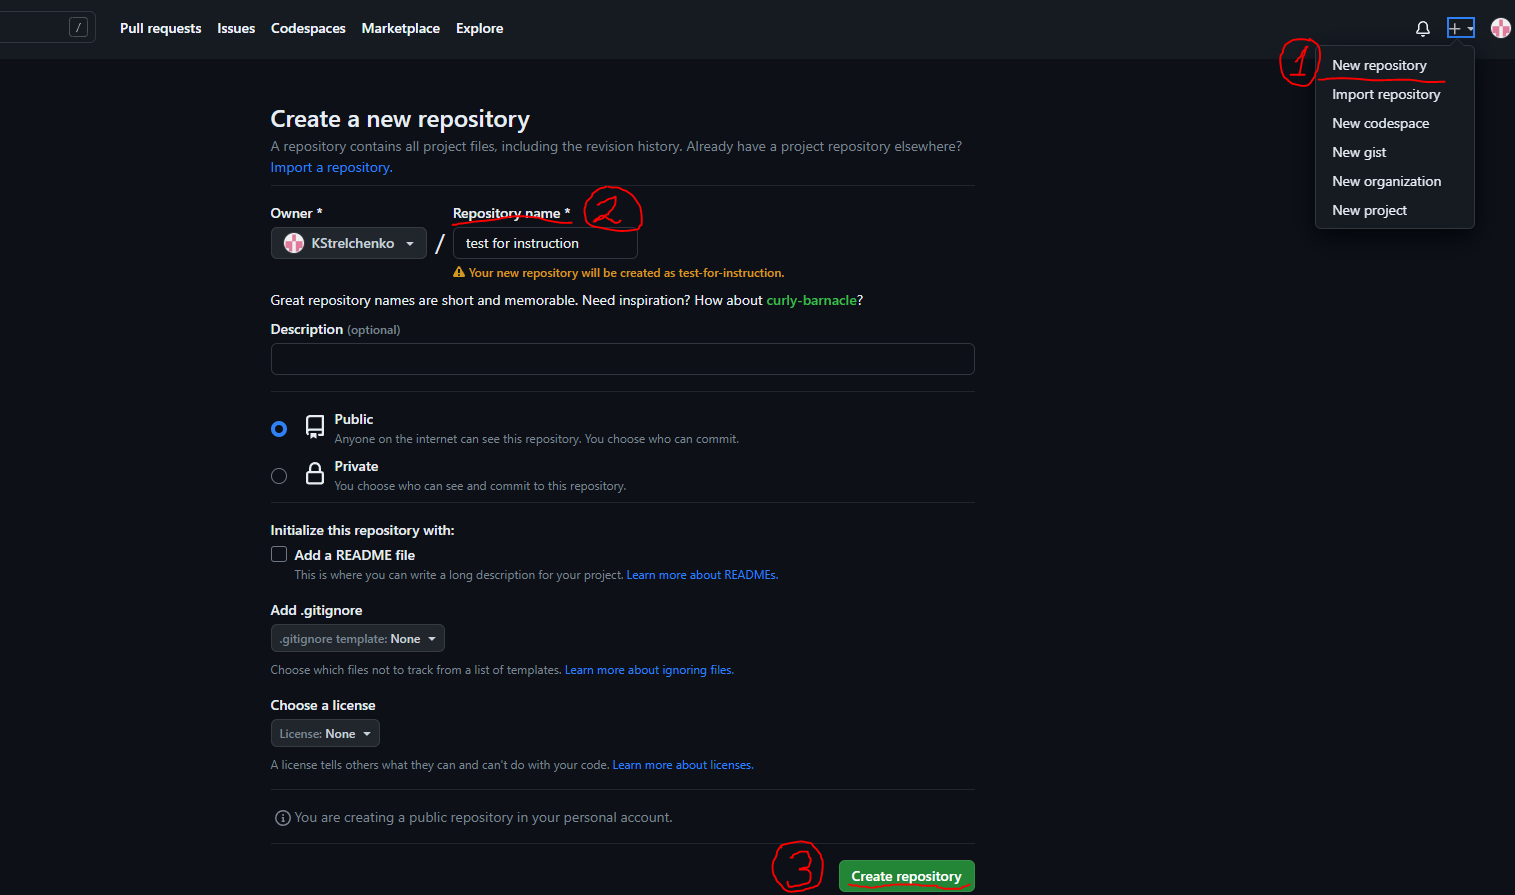 /
Pull requests Issues Codespaces Marketplace Explore
1
New repository
Import repository
New codespace
New gist
New organization
New project
Create a new repository
A repository contains all project files, including the revision history. Already have a project repository elsewhere?
Import a repository.
Owner * Repository name * 2
KStrelchenko / test for instruction
Your new repository will be created as test-for-instruction.
Great repository names are short and memorable. Need inspiration? How about curly-barnacle?
Description (optional)
Public
Anyone on the internet can see this repository. You choose who can commit.
Private
You choose who can see and commit to this repository.
Initialize this repository with:
Add a README file
This is where you can write a long description for your project. Learn more about READMEs.
Add .gitignore
.gitignore template: None
Choose which files not to track from a list of templates. Learn more about ignoring files.
Choose a license
License: None
A license tells others what they can and can't do with your code. Learn more about licenses.
You are creating a public repository in your personal account.
3 Create repository